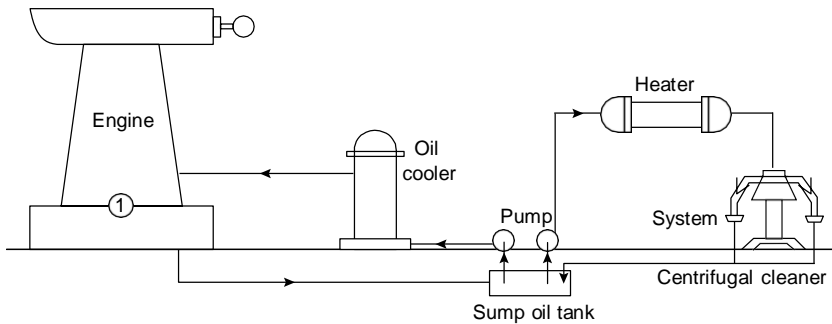 Heater
Engine
Oil
cooler
1
Pump
System
Centrifugal cleaner
Sump oil tank